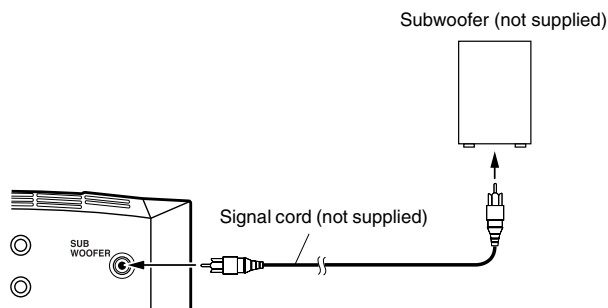 Subwoofer (not supplied)
Signal cord (not supplied)
SUB
WOOFER